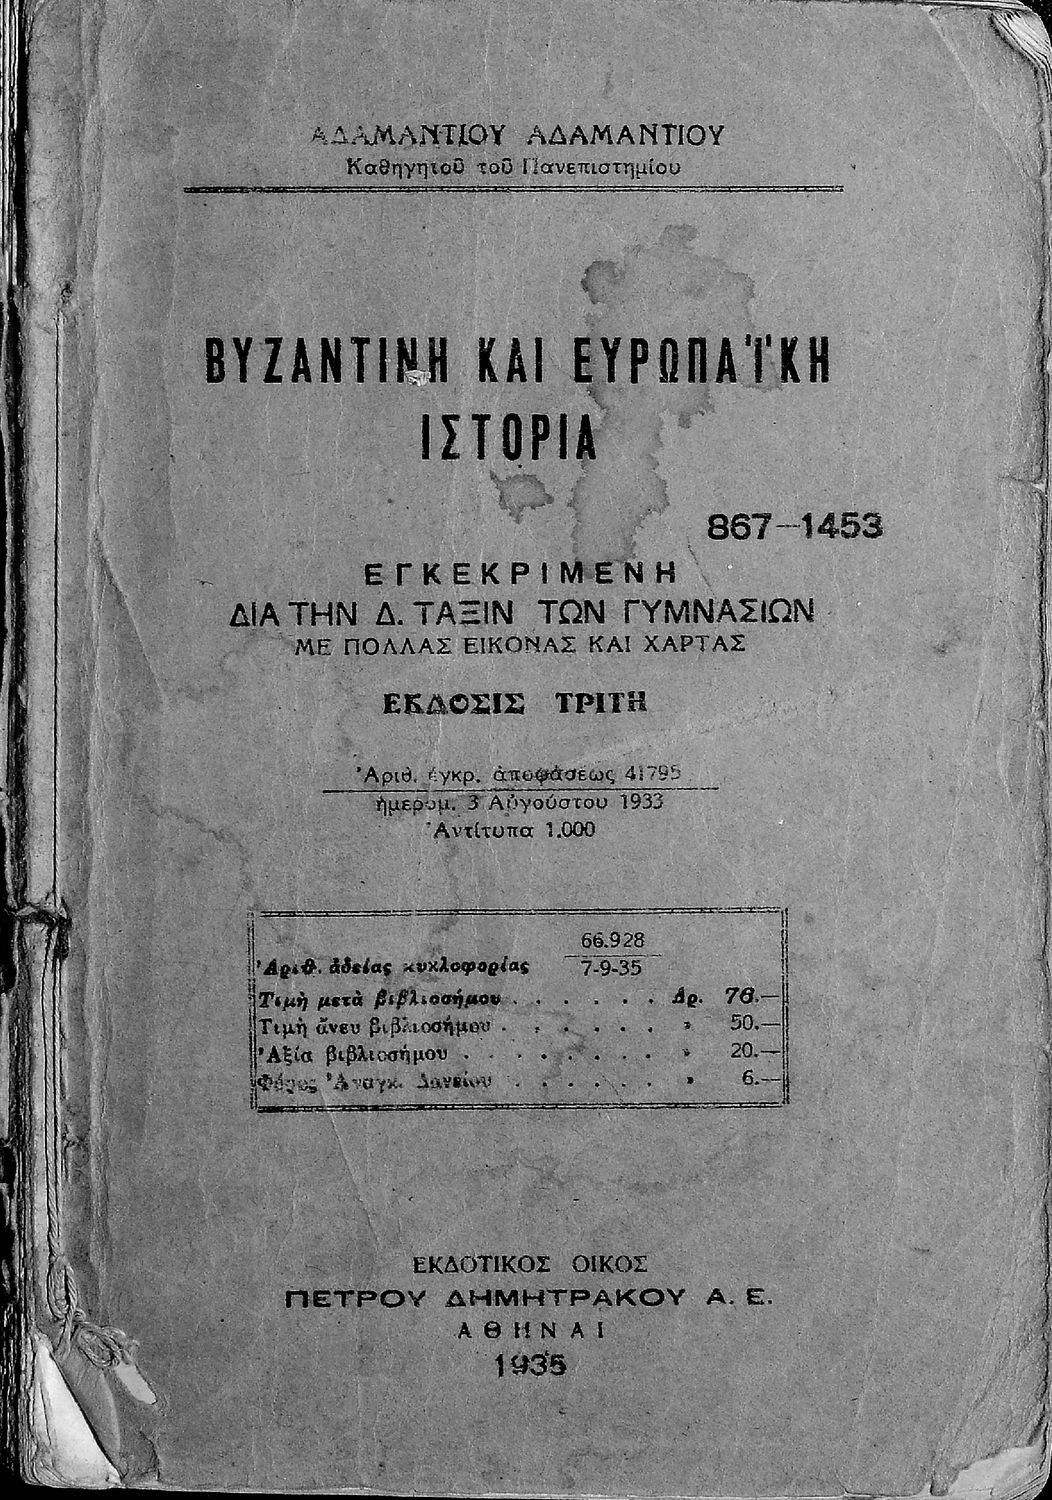 ΑΔΑΜΑΝΤΙΟΥ ΑΔΑΜΑΝΤΙΟΥ
Καθηγητοῦ τοῦ Πανεπιστημίου
ΒΥΖΑΝΤΙΝΗ ΚΑΙ ΕΥΡΩΠΑΪΚΗ
ΙΣΤΟΡΙΑ
867—1453
ΕΓΚΕΚΡΙΜΕΝΗ
ΔΙΑ ΤΗΝ Δ. ΤΑΞΙΝ ΤΩΝ ΓΥΜΝΑΣΙΩΝ
ΜΕ ΠΟΛΛΑΣ ΕΙΚΟΝΑΣ ΚΑΙ ΧΑΡΤΑΣ
ΕΚΔΟΣΙΣ ΤΡΙΤΗ
Ἀριθ. ἐγκρ. ἀποφάσεως 41795
ἡμερομ. 3 Αὐγούστου 1933
Ἀντίτυπα 1.000
66.928
Ἀριθ. ἀδείας κυκλοφορίας 7-9-35
Τιμὴ μετὰ βιβλιοσήμου . . . . . . Δρ. 76.—
Τιμὴ ἄνευ βιβλιοσήμου . . . . . . » 50.—
Ἀξία βιβλιοσήμου . . . . . . . . » 20.—
Φόρος Ἀναγκ. Δανείου . . . . . . » 6.—
ΕΚΔΟΤΙΚΟΣ ΟΙΚΟΣ
ΠΕΤΡΟΥ ΔΗΜΗΤΡΑΚΟΥ Α. Ε.
ΑΘΗΝΑΙ
1935